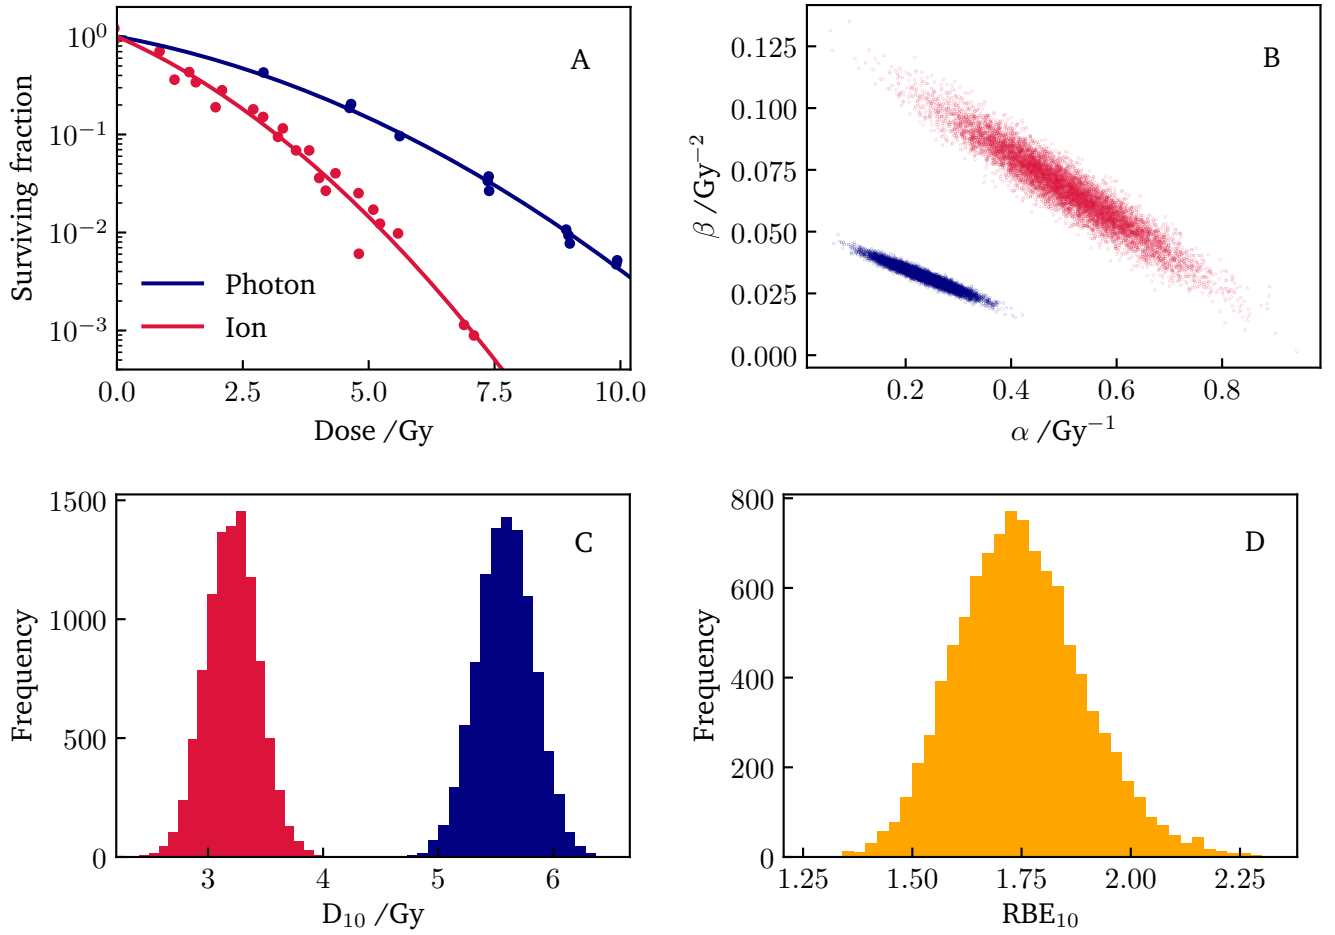 A
10⁰
10⁻¹
10⁻²
10⁻³
Surviving fraction
Photon
Ion
0.0 2.5 5.0 7.5 10.0
Dose /Gy
B
0.125
0.100
0.075
0.050
0.025
0.000
β /Gy⁻²
0.2 0.4 0.6 0.8
α /Gy⁻¹
C
1500
1000
500
0
Frequency
3 4 5 6
D₁₀ /Gy
D
800
600
400
200
0
Frequency
1.25 1.50 1.75 2.00 2.25
RBE₁₀